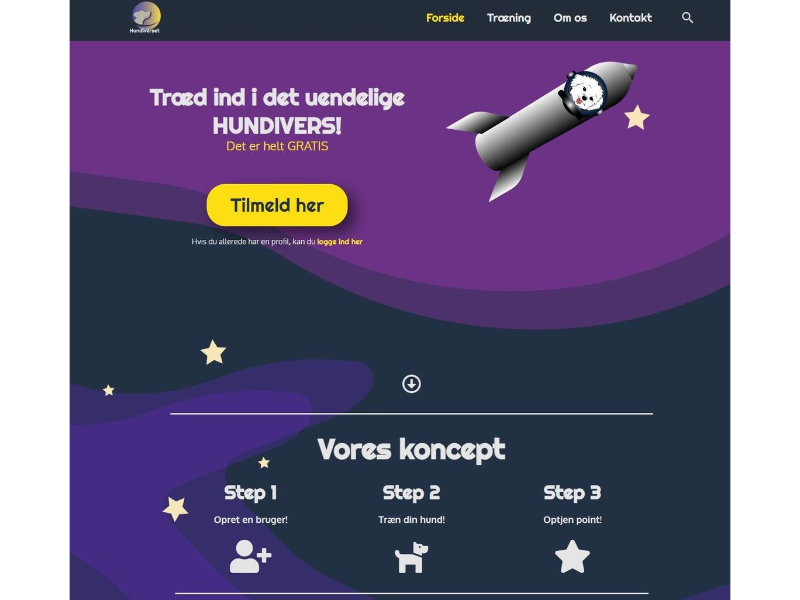 Hundiverset
Forside Træning Om os Kontakt
Træd ind i det uendelige
HUNDIVERS!
Det er helt GRATIS
Tilmeld her
Hvis du allerede har en profil, kan du logge ind her
Vores koncept
Step 1 Step 2 Step 3
Opret en bruger! Træn din hund! Optjen point!